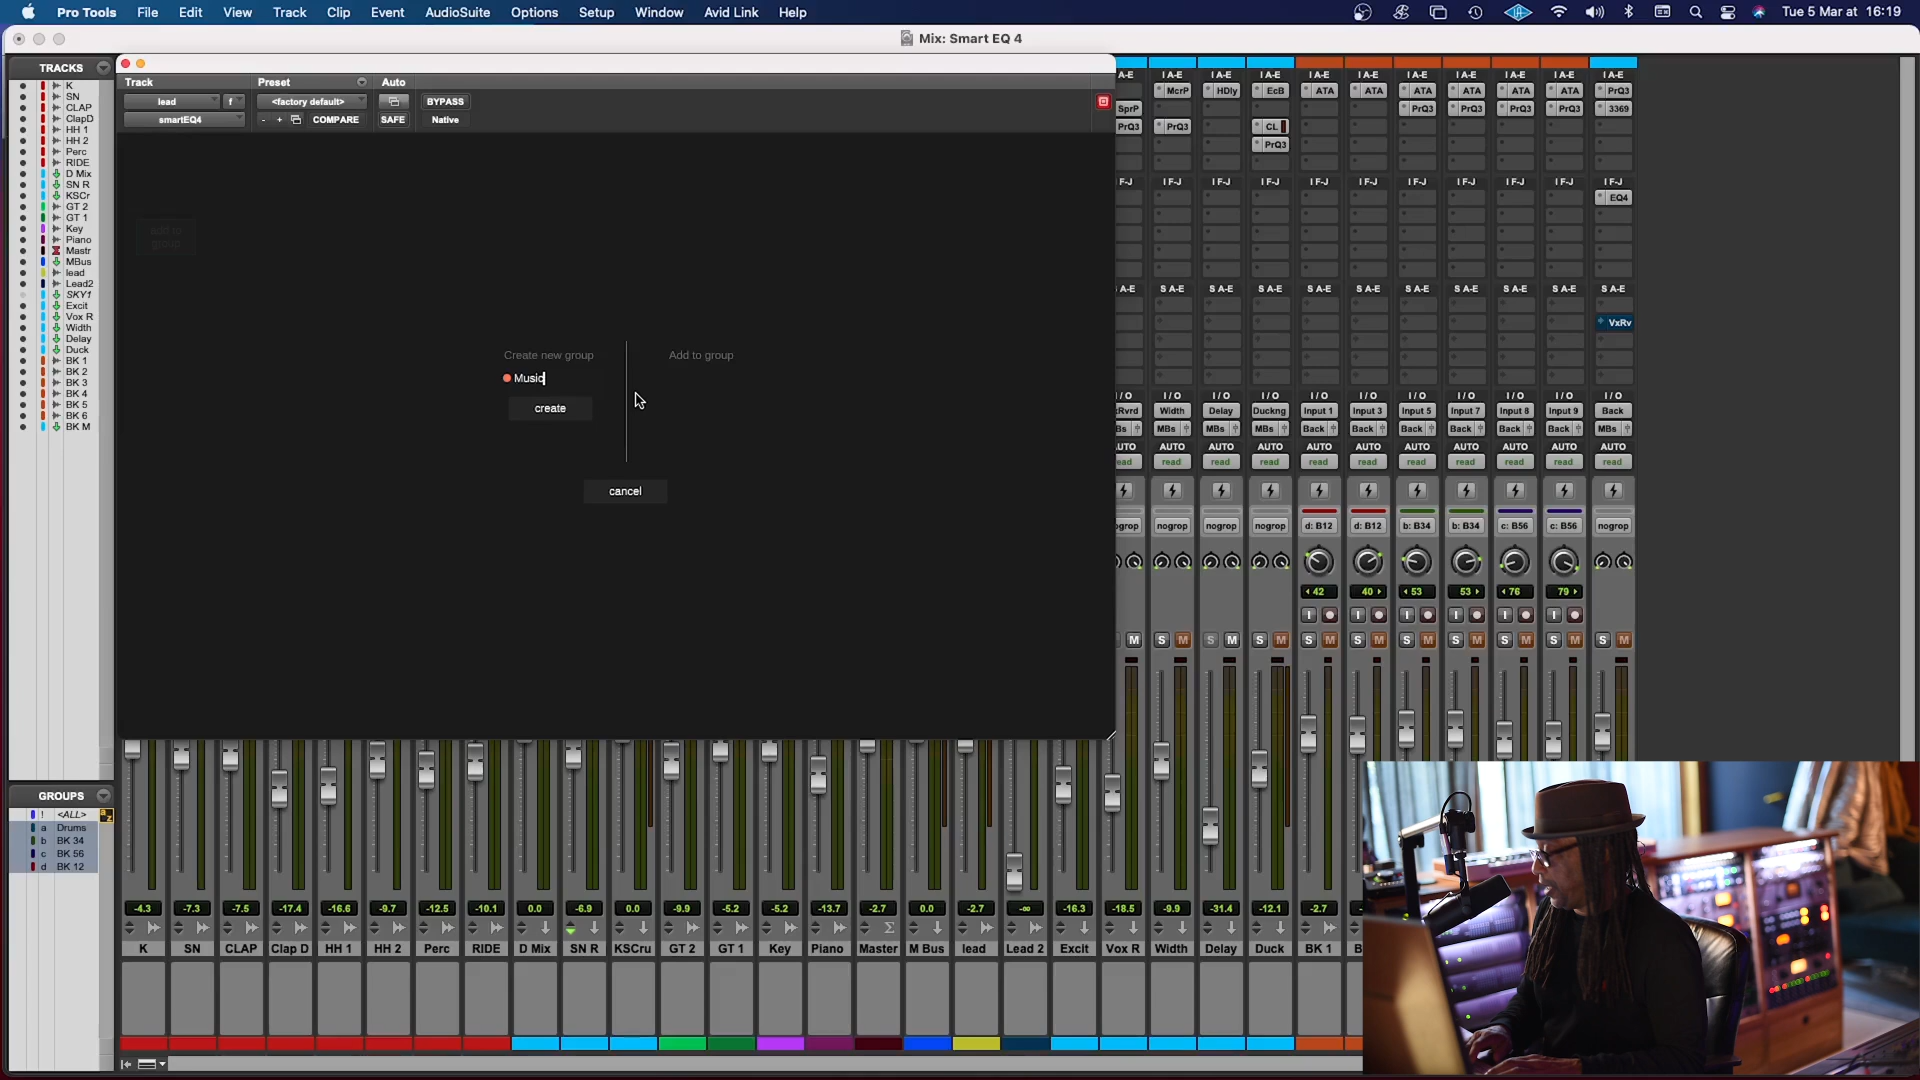 Pro Tools File Edit View Track Clip Event AudioSuite Options Setup Window Avid Link Help Tue 5 Mar at 16:19
Mix: Smart EQ 4
TRACKS
K
SN
CLAP
ClapD
HH 1
HH 2
Perc
RIDE
D Mix
SN R
KSCr
GT 2
GT 1
Key
Piano
Mastr
MBus
lead
Lead2
SKY1
Excit
Vox R
Width
Delay
Duck
BK 1
BK 2
BK 3
BK 4
BK 5
BK 6
BK M
GROUPS
! <ALL>
a Drums
b BK 34
c BK 56
d BK 12
Track Preset Auto
lead f <factory default> BYPASS
smartEQ4 - + COMPARE SAFE Native
add to
group
Create new group Add to group
Music
create
cancel
A-E I A-E I A-E I A-E I A-E I A-E I A-E I A-E I A-E I A-E I A-E
McrP HDly EcB ATA ATA ATA ATA ATA ATA PrQ3
SprP PrQ3 PrQ3 PrQ3 PrQ3 3369
PrQ3 PrQ3 CL
PrQ3
I F-J I F-J I F-J I F-J I F-J I F-J I F-J I F-J I F-J I F-J I F-J
EQ4
A-E S A-E S A-E S A-E S A-E S A-E S A-E S A-E S A-E S A-E S A-E
VxRv
I / O I / O I / O I / O I / O I / O I / O I / O I / O I / O I / O
xRvrd Width Delay Duckng Input 1 Input 3 Input 5 Input 7 Input 8 Input 9 Back
MBs MBs MBs MBs Back Back Back Back Back Back MBs
AUTO AUTO AUTO AUTO AUTO AUTO AUTO AUTO AUTO AUTO AUTO
ead read read read read read read read read read read
ogrop nogrop nogrop nogrop d: B12 d: B12 b: B34 b: B34 c: B56 c: B56 nogrop
42 40 53 53 76 79
I I I I I I
M S M S M S M S M S M S M S M S M S M S M
-4.3 -7.3 -7.5 -17.4 -16.6 -9.7 -12.5 -10.1 0.0 -6.9 0.0 -9.9 -5.2 -5.2 -13.7 -2.7 0.0 -2.7 -∞ -16.3 -18.5 -9.9 -31.4 -12.1 -2.7
K SN CLAP Clap D HH 1 HH 2 Perc RIDE D Mix SN R KSCru GT 2 GT 1 Key Piano Master M Bus lead Lead 2 Excit Vox R Width Delay Duck BK 1 B